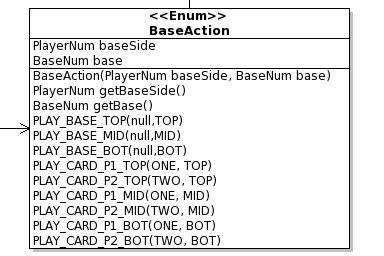 <<Enum>>
BaseAction
PlayerNum baseSide
BaseNum base
BaseAction(PlayerNum baseSide, BaseNum base)
PlayerNum getBaseSide()
BaseNum getBase()
PLAY_BASE_TOP(null,TOP)
PLAY_BASE_MID(null,MID)
PLAY_BASE_BOT(null,BOT)
PLAY_CARD_P1_TOP(ONE, TOP)
PLAY_CARD_P2_TOP(TWO, TOP)
PLAY_CARD_P1_MID(ONE, MID)
PLAY_CARD_P2_MID(TWO, MID)
PLAY_CARD_P1_BOT(ONE, BOT)
PLAY_CARD_P2_BOT(TWO, BOT)